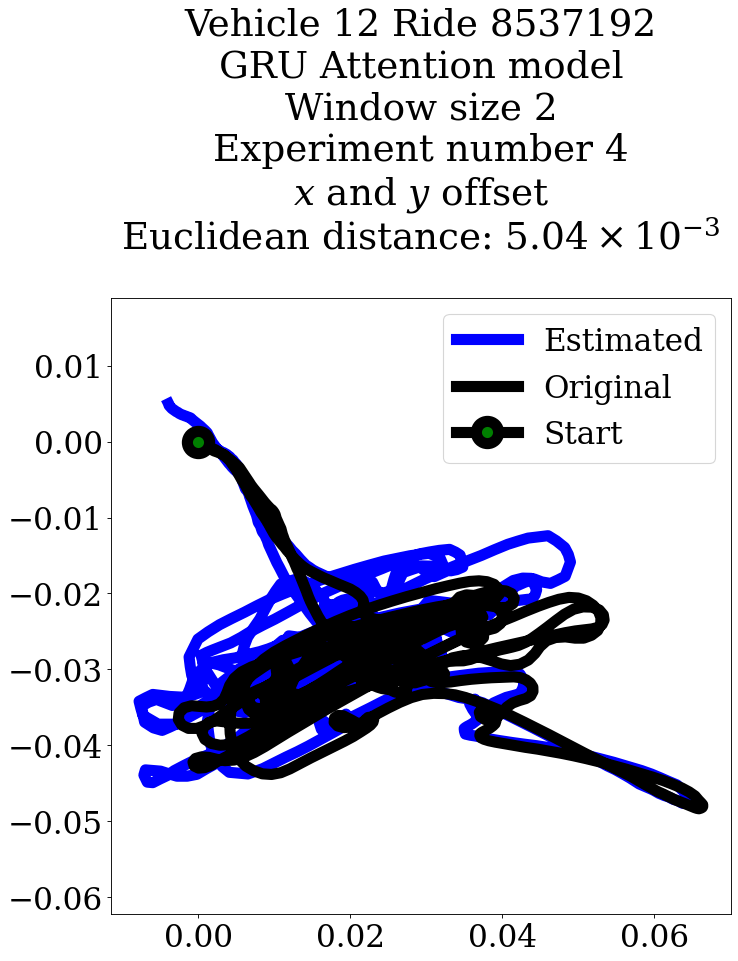 Vehicle 12 Ride 8537192
GRU Attention model
Window size 2
Experiment number 4
x and y offset
Euclidean distance: 5.04 × 10⁻³
Estimated
Original
Start
0.01
0.00
−0.01
−0.02
−0.03
−0.04
−0.05
−0.06
0.00 0.02 0.04 0.06